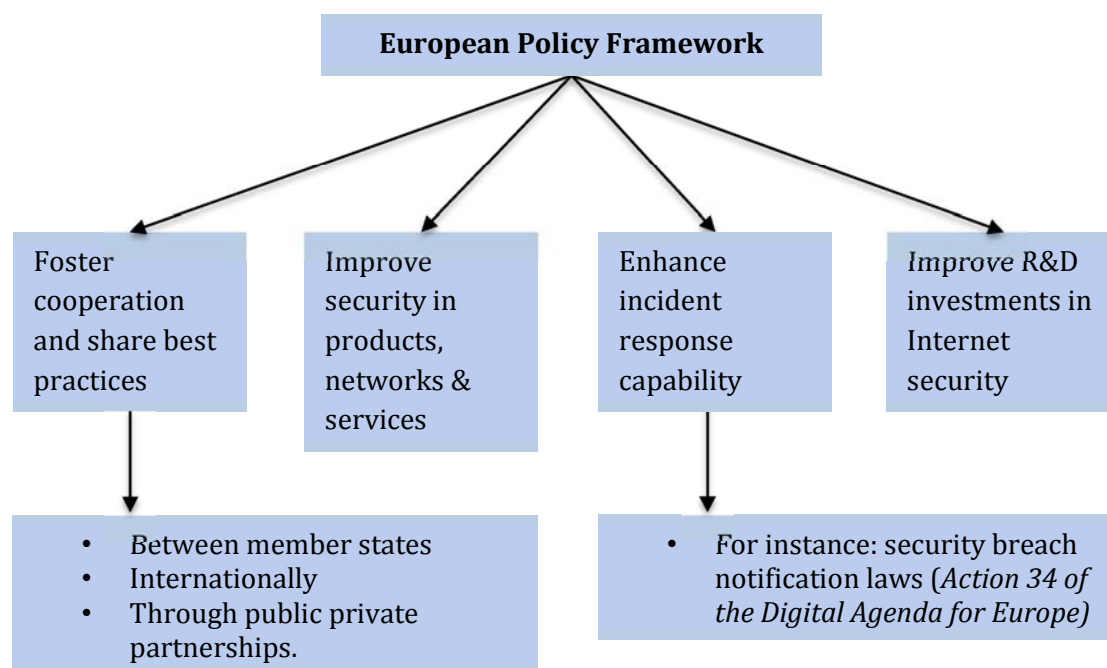 European Policy Framework
Foster
cooperation
and share best
practices
Improve
security in
products,
networks &
services
Enhance
incident
response
capability
Improve R&D
investments in
Internet
security
• Between member states
• Internationally
• Through public private
partnerships.
• For instance: security breach
notification laws (Action 34 of
the Digital Agenda for Europe)